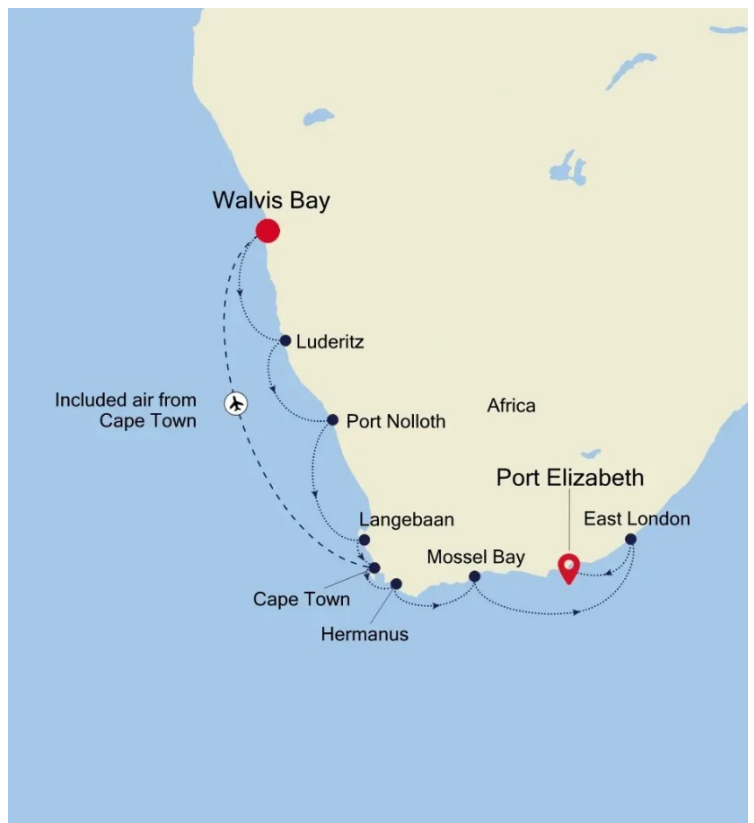 Walvis Bay
Luderitz
Included air from
Cape Town
Africa
Port Nolloth
Port Elizabeth
Langebaan
East London
Mossel Bay
Cape Town
Hermanus